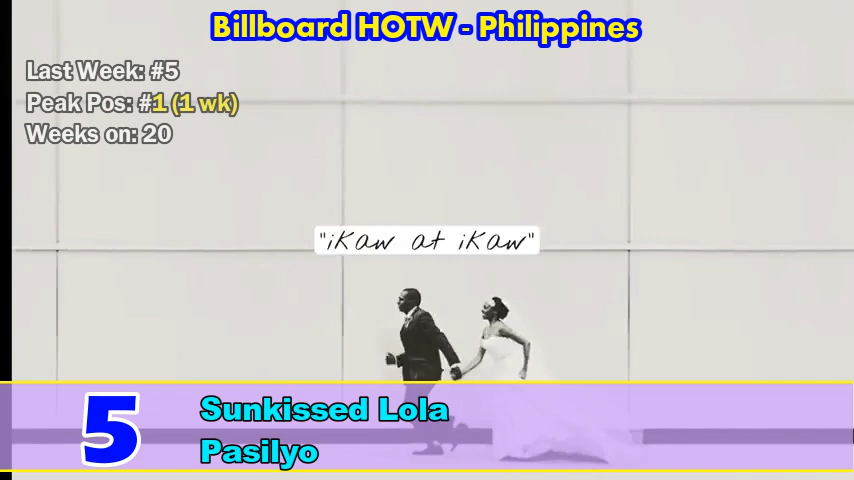 Billboard HOTW - Philippines
Last Week: #5
Peak Pos: #1 (1 wk)
Weeks on: 20
"iKaw at iKaw"
5
Sunkissed Lola
Pasilyo